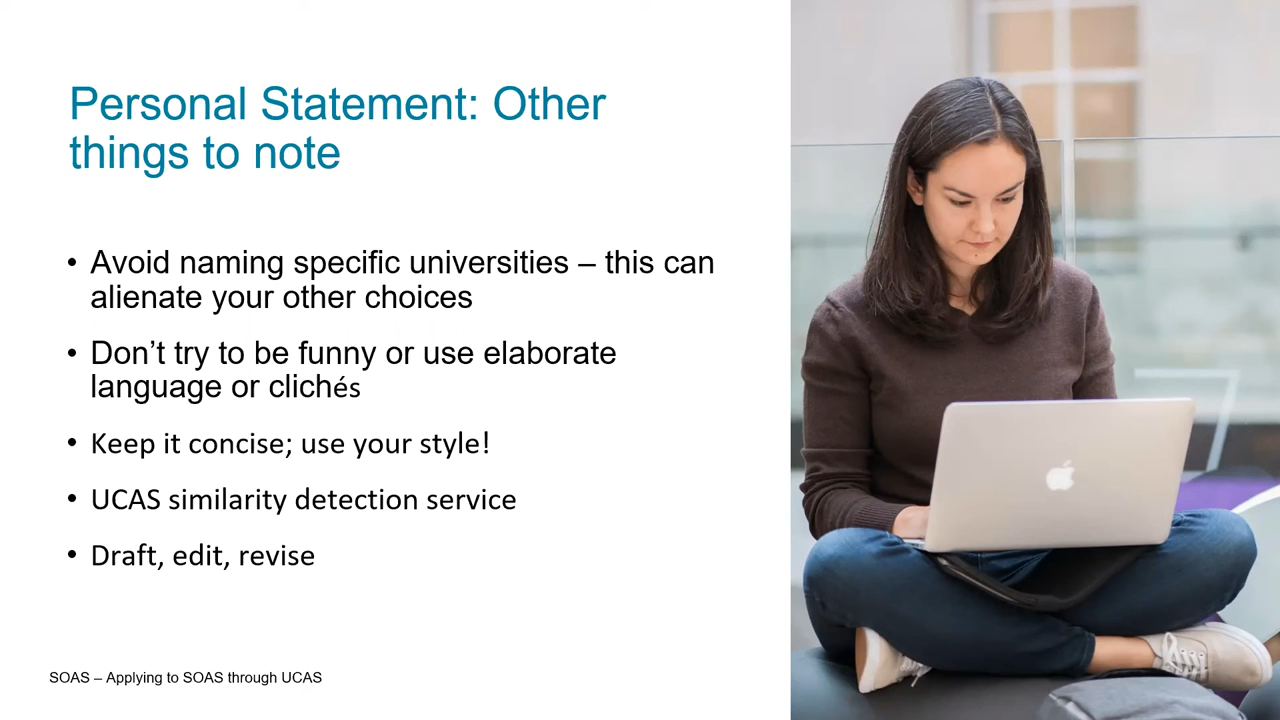 Personal Statement: Other
things to note
• Avoid naming specific universities – this can
alienate your other choices
• Don’t try to be funny or use elaborate
language or clichés
• Keep it concise; use your style!
• UCAS similarity detection service
• Draft, edit, revise
SOAS – Applying to SOAS through UCAS